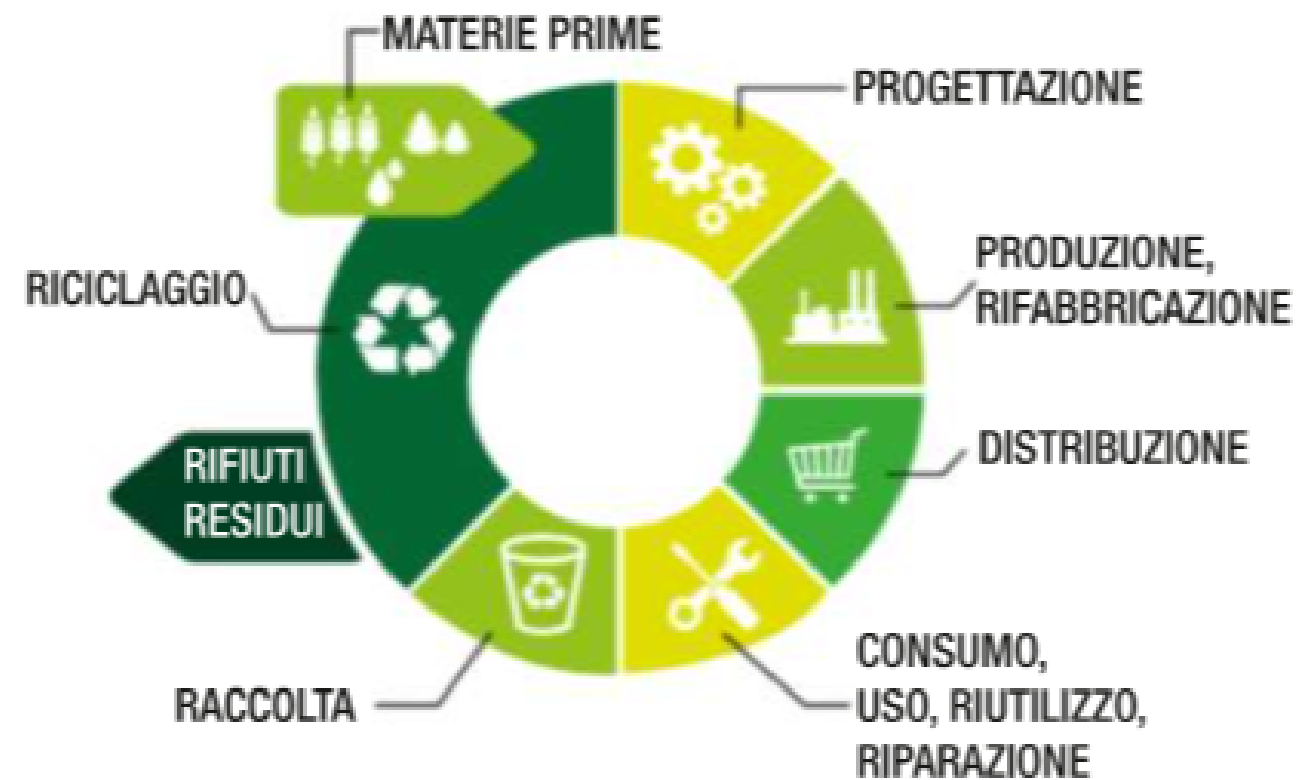 MATERIE PRIME
PROGETTAZIONE
PRODUZIONE,
RIFABBRICAZIONE
DISTRIBUZIONE
CONSUMO,
USO, RIUTILIZZO,
RIPARAZIONE
RACCOLTA
RIFIUTI
RESIDUI
RICICLAGGIO